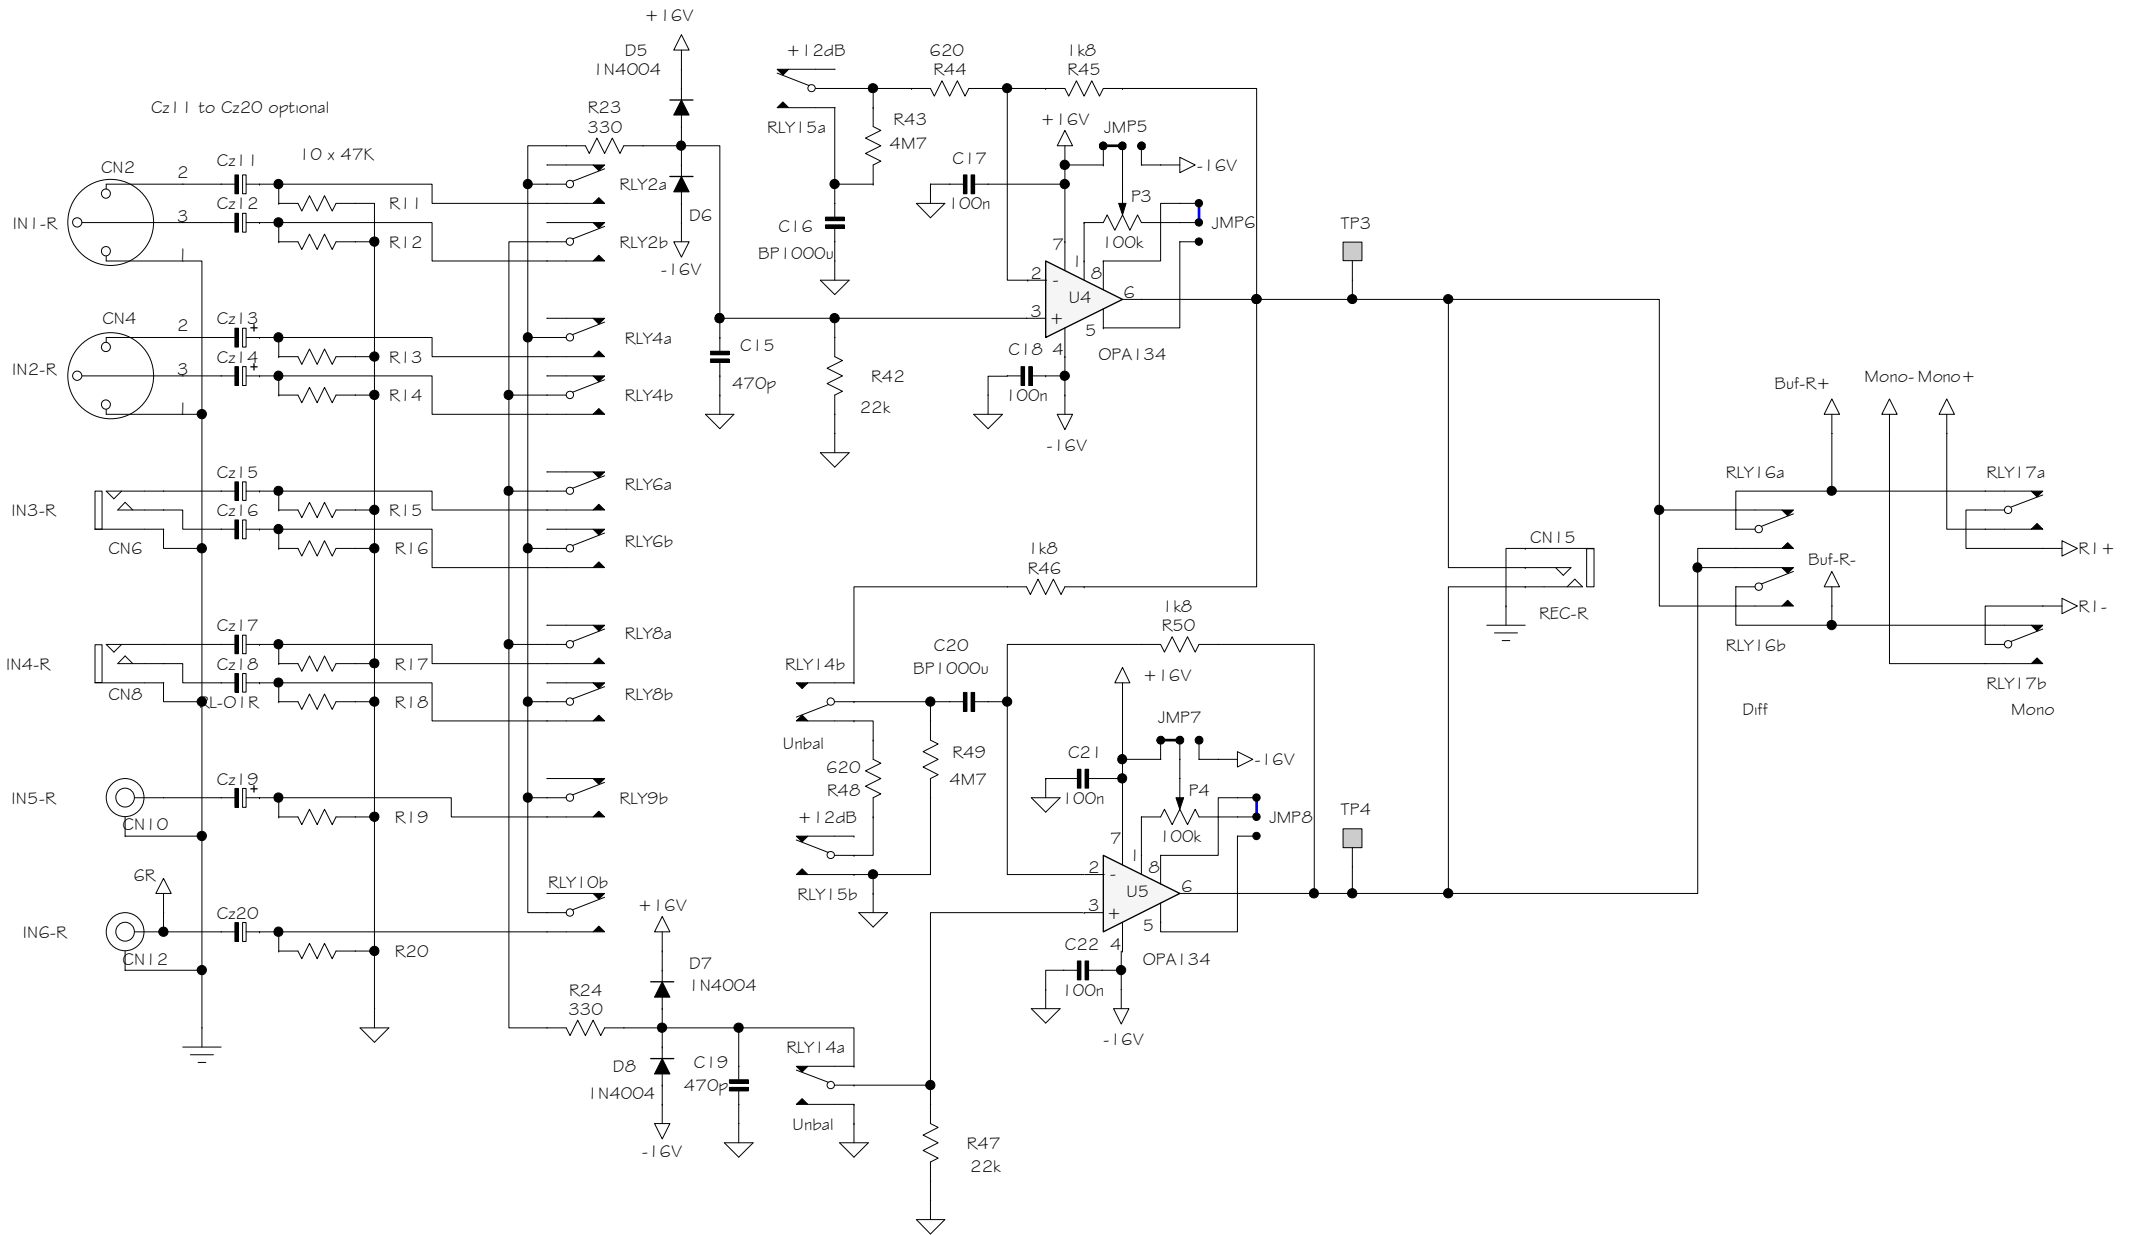 +16V
D5
1N4004
+12dB
620
R44
1k8
R45
Cz11 to Cz20 optional
R23
330
RLY15a
R43
4M7
+16V
JMP5
-16V
CN2
2
Cz11
10 x 47K
C17
100n
IN1-R
3
Cz12
R11
RLY2a
D6
P3
100k
JMP6
TP3
1
R12
RLY2b
-16V
C16
BP1000u
7
1
8
2
-
U4
6
3
+
5
4
OPA134
CN4
2
Cz13
+
RLY4a
C15
470p
C18
100n
IN2-R
3
Cz14
+
R13
R42
22k
1
R14
RLY4b
-16V
Buf-R+
Mono-
Mono+
Cz15
RLY6a
RLY16a
RLY17a
IN3-R
Cz16
R15
CN6
R16
RLY6b
1k8
R46
CN15
REC-R
Buf-R-
R1+
R1-
1k8
R50
Cz17
RLY8a
C20
BP1000u
RLY16b
IN4-R
Cz18
R17
RLY14b
+16V
CN8
RL-01R
R18
RLY8b
RLY17b
Diff
Mono
Unbal
JMP7
R49
4M7
C21
100n
-16V
620
R48
IN5-R
Cz19
+
RLY9b
P4
100k
JMP8
TP4
CN10
R19
+12dB
7
1
8
2
-
U5
6
3
+
5
4
OPA134
6R
RLY10b
RLY15b
IN6-R
Cz20
+16V
CN12
R20
C22
100n
D7
1N4004
R24
330
-16V
D8
1N4004
C19
470p
RLY14a
Unbal
-16V
R47
22k